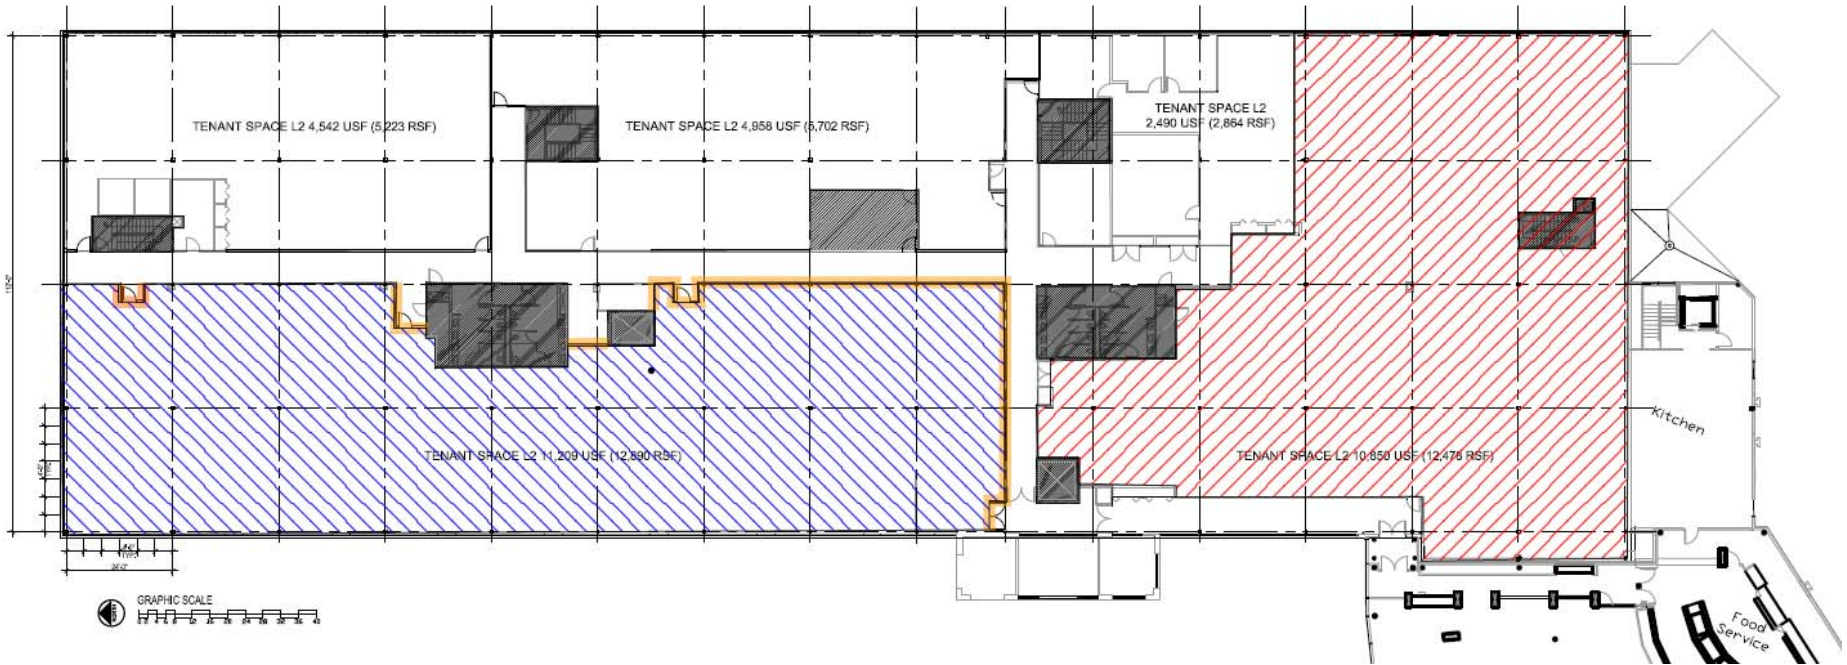 TENANT SPACE L2 4,542 USF (5,223 RSF)
TENANT SPACE L2 4,958 USF (5,702 RSF)
TENANT SPACE L2
2,490 USF (2,864 RSF)
TENANT SPACE L2 11,209 USF (12,890 RSF)
TENANT SPACE L2 10,850 USF (12,478 RSF)
Kitchen
Food
Service
GRAPHIC SCALE